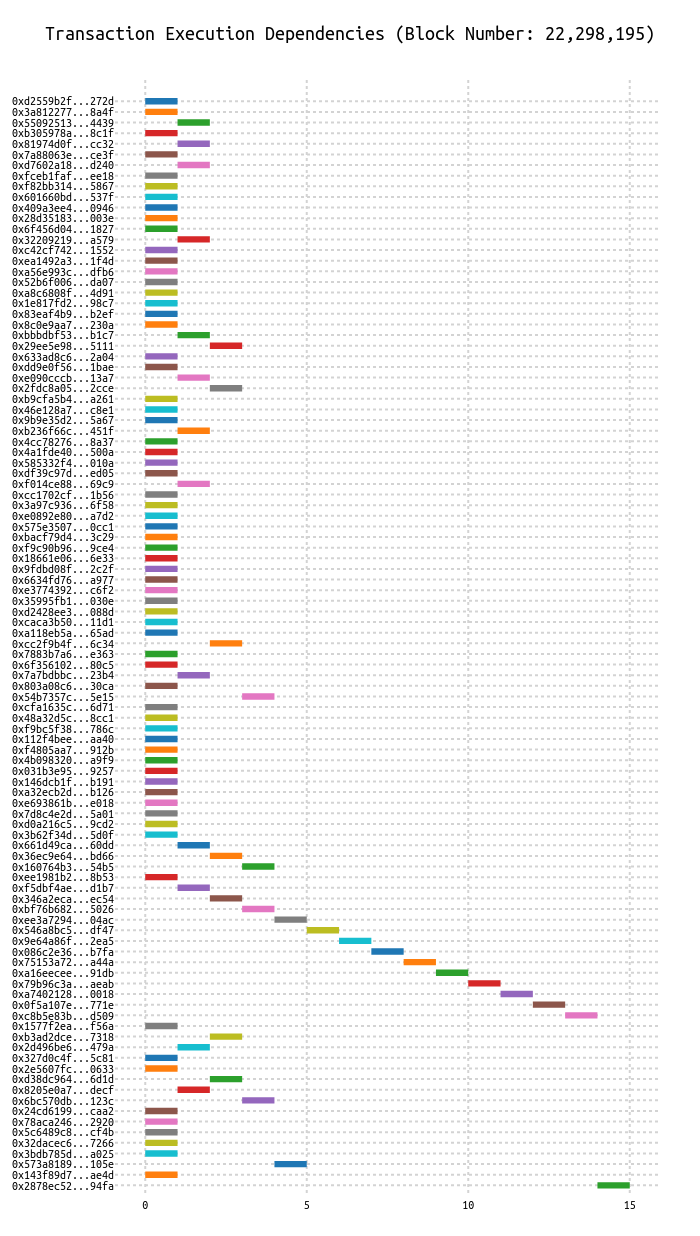 Transaction Execution Dependencies (Block Number: 22,298,195)
0xd2559b2f...272d
0x3a812277...8a4f
0x55092513...4439
0xb305978a...8c1f
0x81974d0f...cc32
0x7a88063e...ce3f
0xd7602a18...d240
0xfceb1faf...ee18
0xf82bb314...5867
0x601660bd...537f
0x409a3ee4...0946
0x28d35183...003e
0x6f456d04...1827
0x32209219...a579
0xc42cf742...1552
0xea1492a3...1f4d
0xa56e993c...dfb6
0x52b6f006...da07
0xa8c6808f...4d91
0x1e817fd2...98c7
0x83eaf4b9...b2ef
0x8c0e9aa7...230a
0xbbbdbf53...b1c7
0x29ee5e98...5111
0x633ad8c6...2a04
0xdd9e0f56...1bae
0xe090cccb...13a7
0x2fdc8a05...2cce
0xb9cfa5b4...a261
0x46e128a7...c8e1
0x9b9e35d2...5a67
0xb236f66c...451f
0x4cc78276...8a37
0x4a1fde40...500a
0x585332f4...010a
0xdf39c97d...ed05
0xf014ce88...69c9
0xcc1702cf...1b56
0x3a97c936...6f58
0xe0892e80...a7d2
0x575e3507...0cc1
0xbacf79d4...3c29
0xf9c90b96...9ce4
0x18661e06...6e33
0x9fdbd08f...2c2f
0x6634fd76...a977
0xe3774392...c6f2
0x35995fb1...030e
0xd2428ee3...088d
0xcaca3b50...11d1
0xa118eb5a...65ad
0xcc2f9b4f...6c34
0x7883b7a6...e363
0x6f356102...80c5
0x7a7bdbbc...23b4
0x803a08c6...30ca
0x54b7357c...5e15
0xcfa1635c...6d71
0x48a32d5c...8cc1
0xf9bc5f38...786c
0x112f4bee...aa40
0xf4805aa7...912b
0x4b098320...a9f9
0x031b3e95...9257
0x146dcb1f...b191
0xa32ecb2d...b126
0xe693861b...e018
0x7d8c4e2d...5a01
0xd0a216c5...9cd2
0x3b62f34d...5d0f
0x661d49ca...60dd
0x36ec9e64...bd66
0x160764b3...54b5
0xee1981b2...8b53
0xf5dbf4ae...d1b7
0x346a2eca...ec54
0xbf76b682...5026
0xee3a7294...04ac
0x546a8bc5...df47
0x9e64a86f...2ea5
0x086c2e36...b7fa
0x75153a72...a44a
0xa16eecee...91db
0x79b96c3a...aeab
0xa7402128...0018
0x0f5a107e...771e
0xc8b5e83b...d509
0x1577f2ea...f56a
0xb3ad2dce...7318
0x2d496be6...479a
0x327d0c4f...5c81
0x2e5607fc...0633
0xd38dc964...6d1d
0x8205e0a7...decf
0x6bc570db...123c
0x24cd6199...caa2
0x78aca246...2920
0x5c6489c8...cf4b
0x32dacec6...7266
0x3bdb785d...a025
0x573a8189...105e
0x143f89d7...ae4d
0x2878ec52...94fa
0 5 10 15